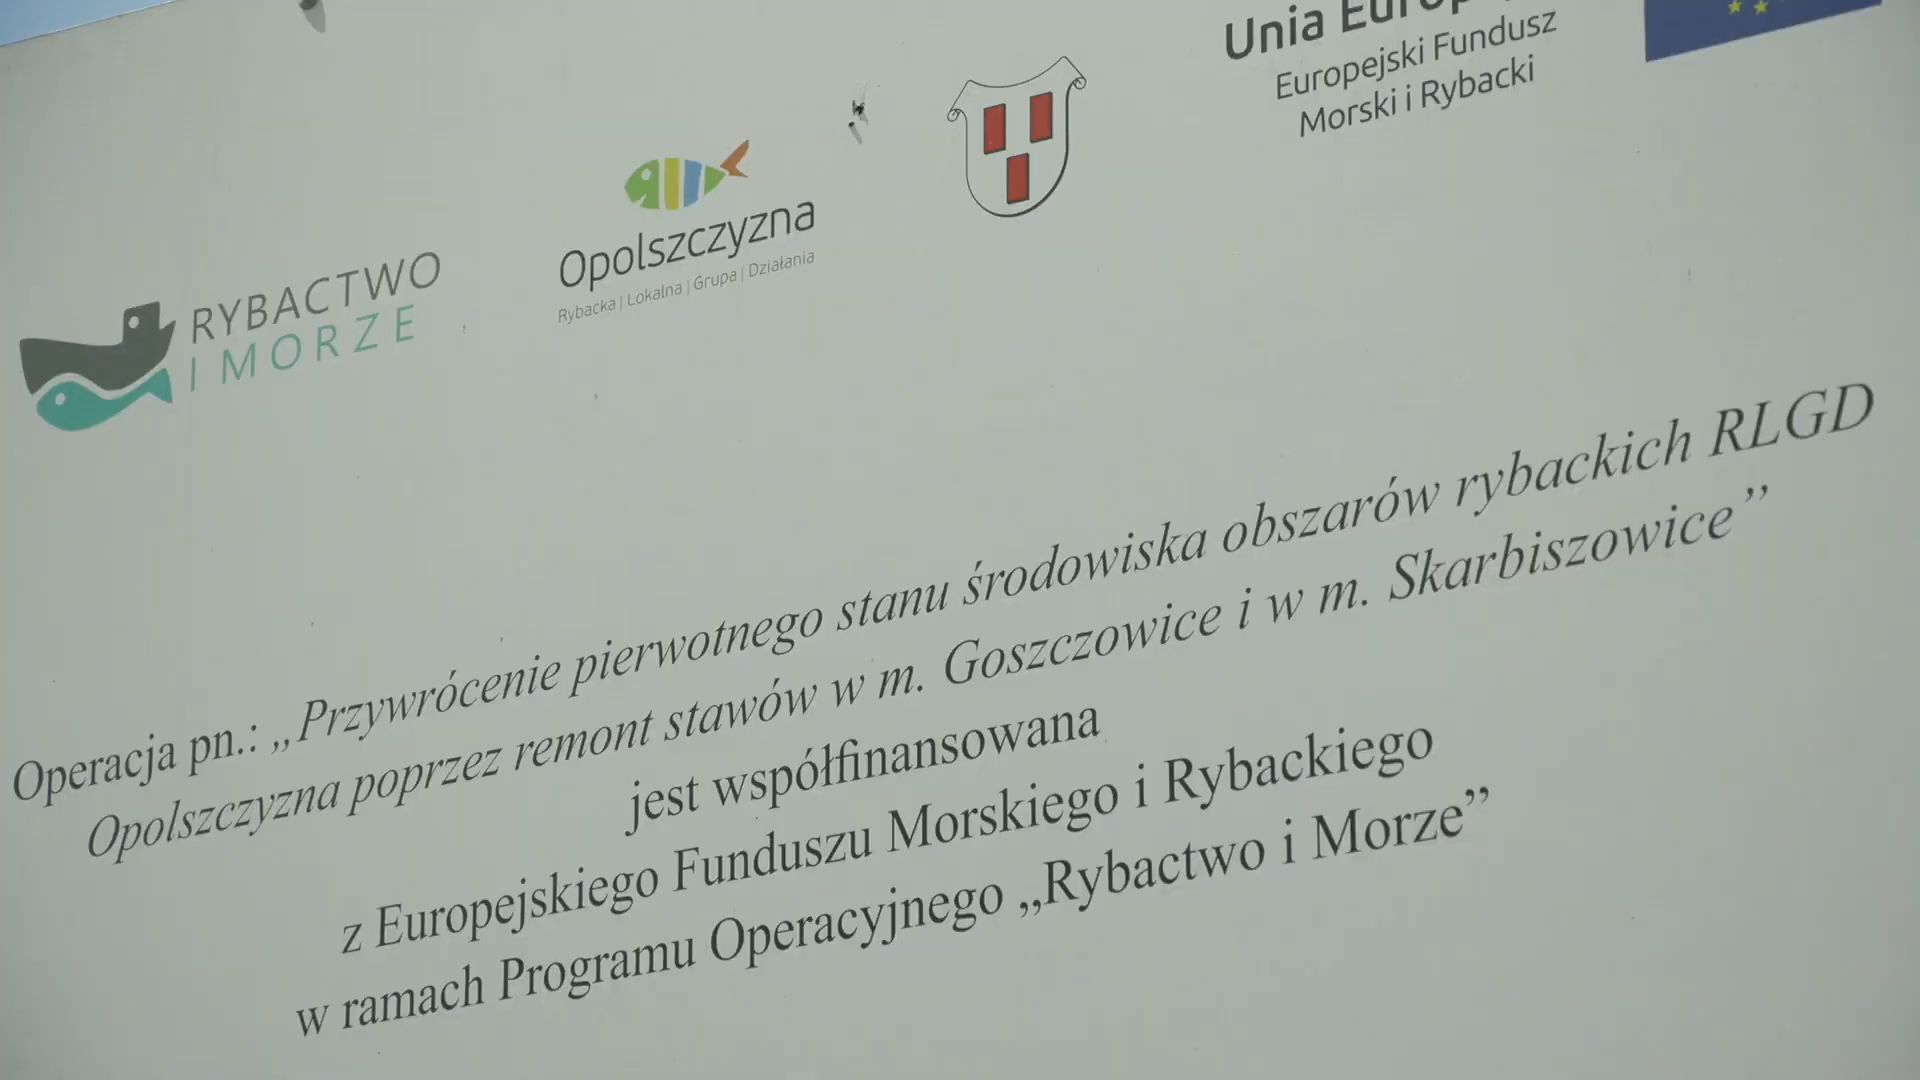 Unia
Europejski Fundusz
Morski i Rybacki
Opolszczyzna
Rybacka | Lokalna | Grupa | Działania
RYBACTWO
I MORZE
Operacja pn.: „Przywrócenie pierwotnego stanu środowiska obszarów rybackich RLGD
Opolszczyzna poprzez remont stawów w m. Goszczowice i w m. Skarbiszowice”
jest współfinansowana
z Europejskiego Funduszu Morskiego i Rybackiego
w ramach Programu Operacyjnego „Rybactwo i Morze”